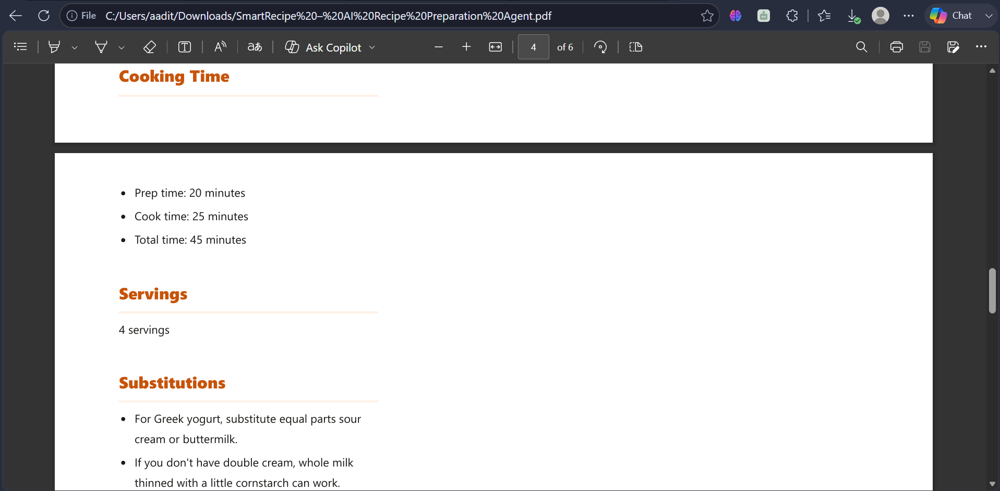 File C:/Users/aadit/Downloads/SmartRecipe%20–%20AI%20Recipe%20Preparation%20Agent.pdf
Chat
T
A
aあ
Ask Copilot
4 of 6
Cooking Time
• Prep time: 20 minutes
• Cook time: 25 minutes
• Total time: 45 minutes
Servings
4 servings
Substitutions
• For Greek yogurt, substitute equal parts sour
cream or buttermilk.
• If you don't have double cream, whole milk
thinned with a little cornstarch can work.